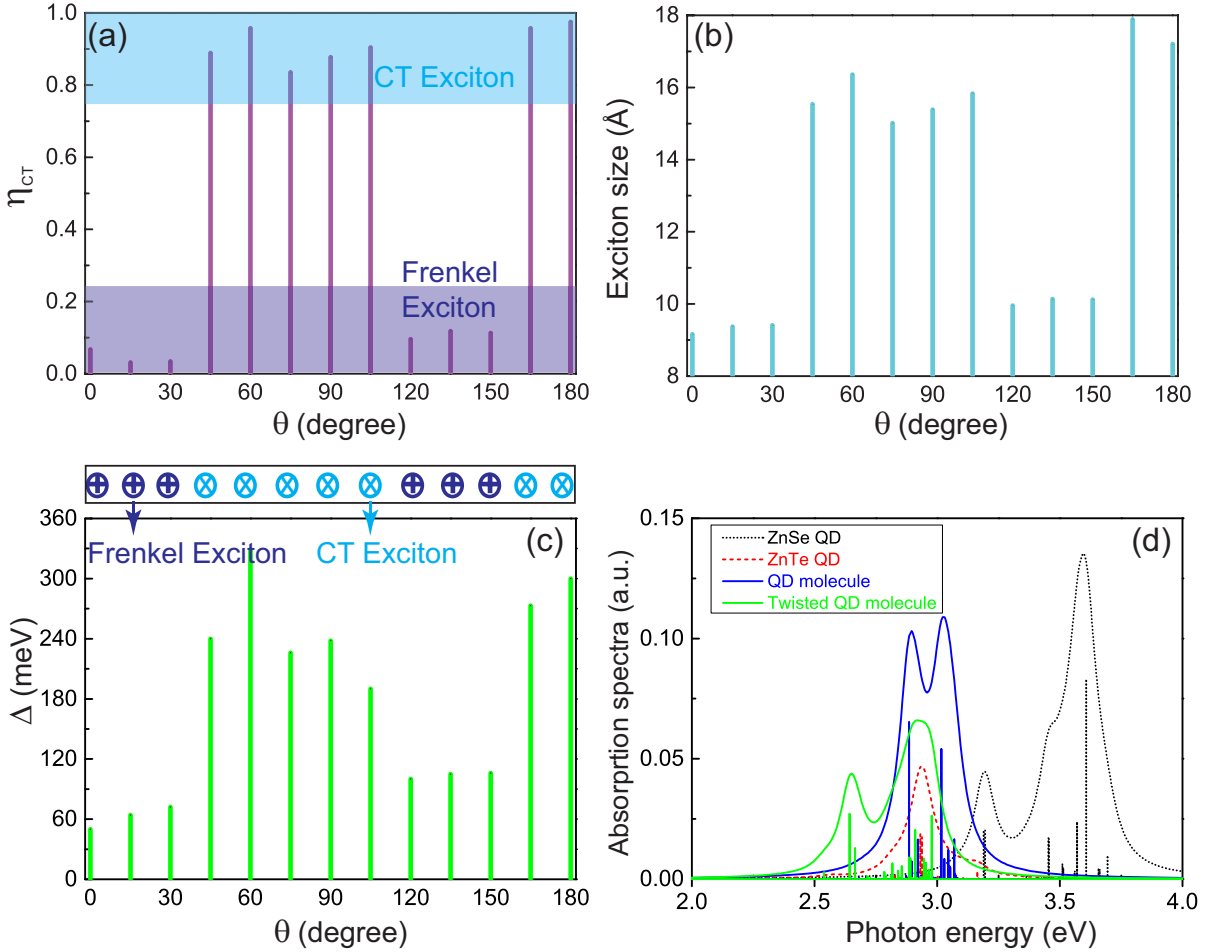 (a)
1.0
0.8
0.6
0.4
0.2
0.0
η_CT
CT Exciton
Frenkel
Exciton
0 30 60 90 120 150 180
θ (degree)
(b)
18
16
14
12
10
8
Exciton size (Å)
0 30 60 90 120 150 180
θ (degree)
Frenkel Exciton
CT Exciton
(c)
360
300
240
180
120
60
0
Δ (meV)
0 30 60 90 120 150 180
θ (degree)
(d)
0.15
0.10
0.05
0.00
Absorprtion spectra (a.u.)
ZnSe QD
ZnTe QD
QD molecule
Twisted QD molecule
2.0 2.5 3.0 3.5 4.0
Photon energy (eV)